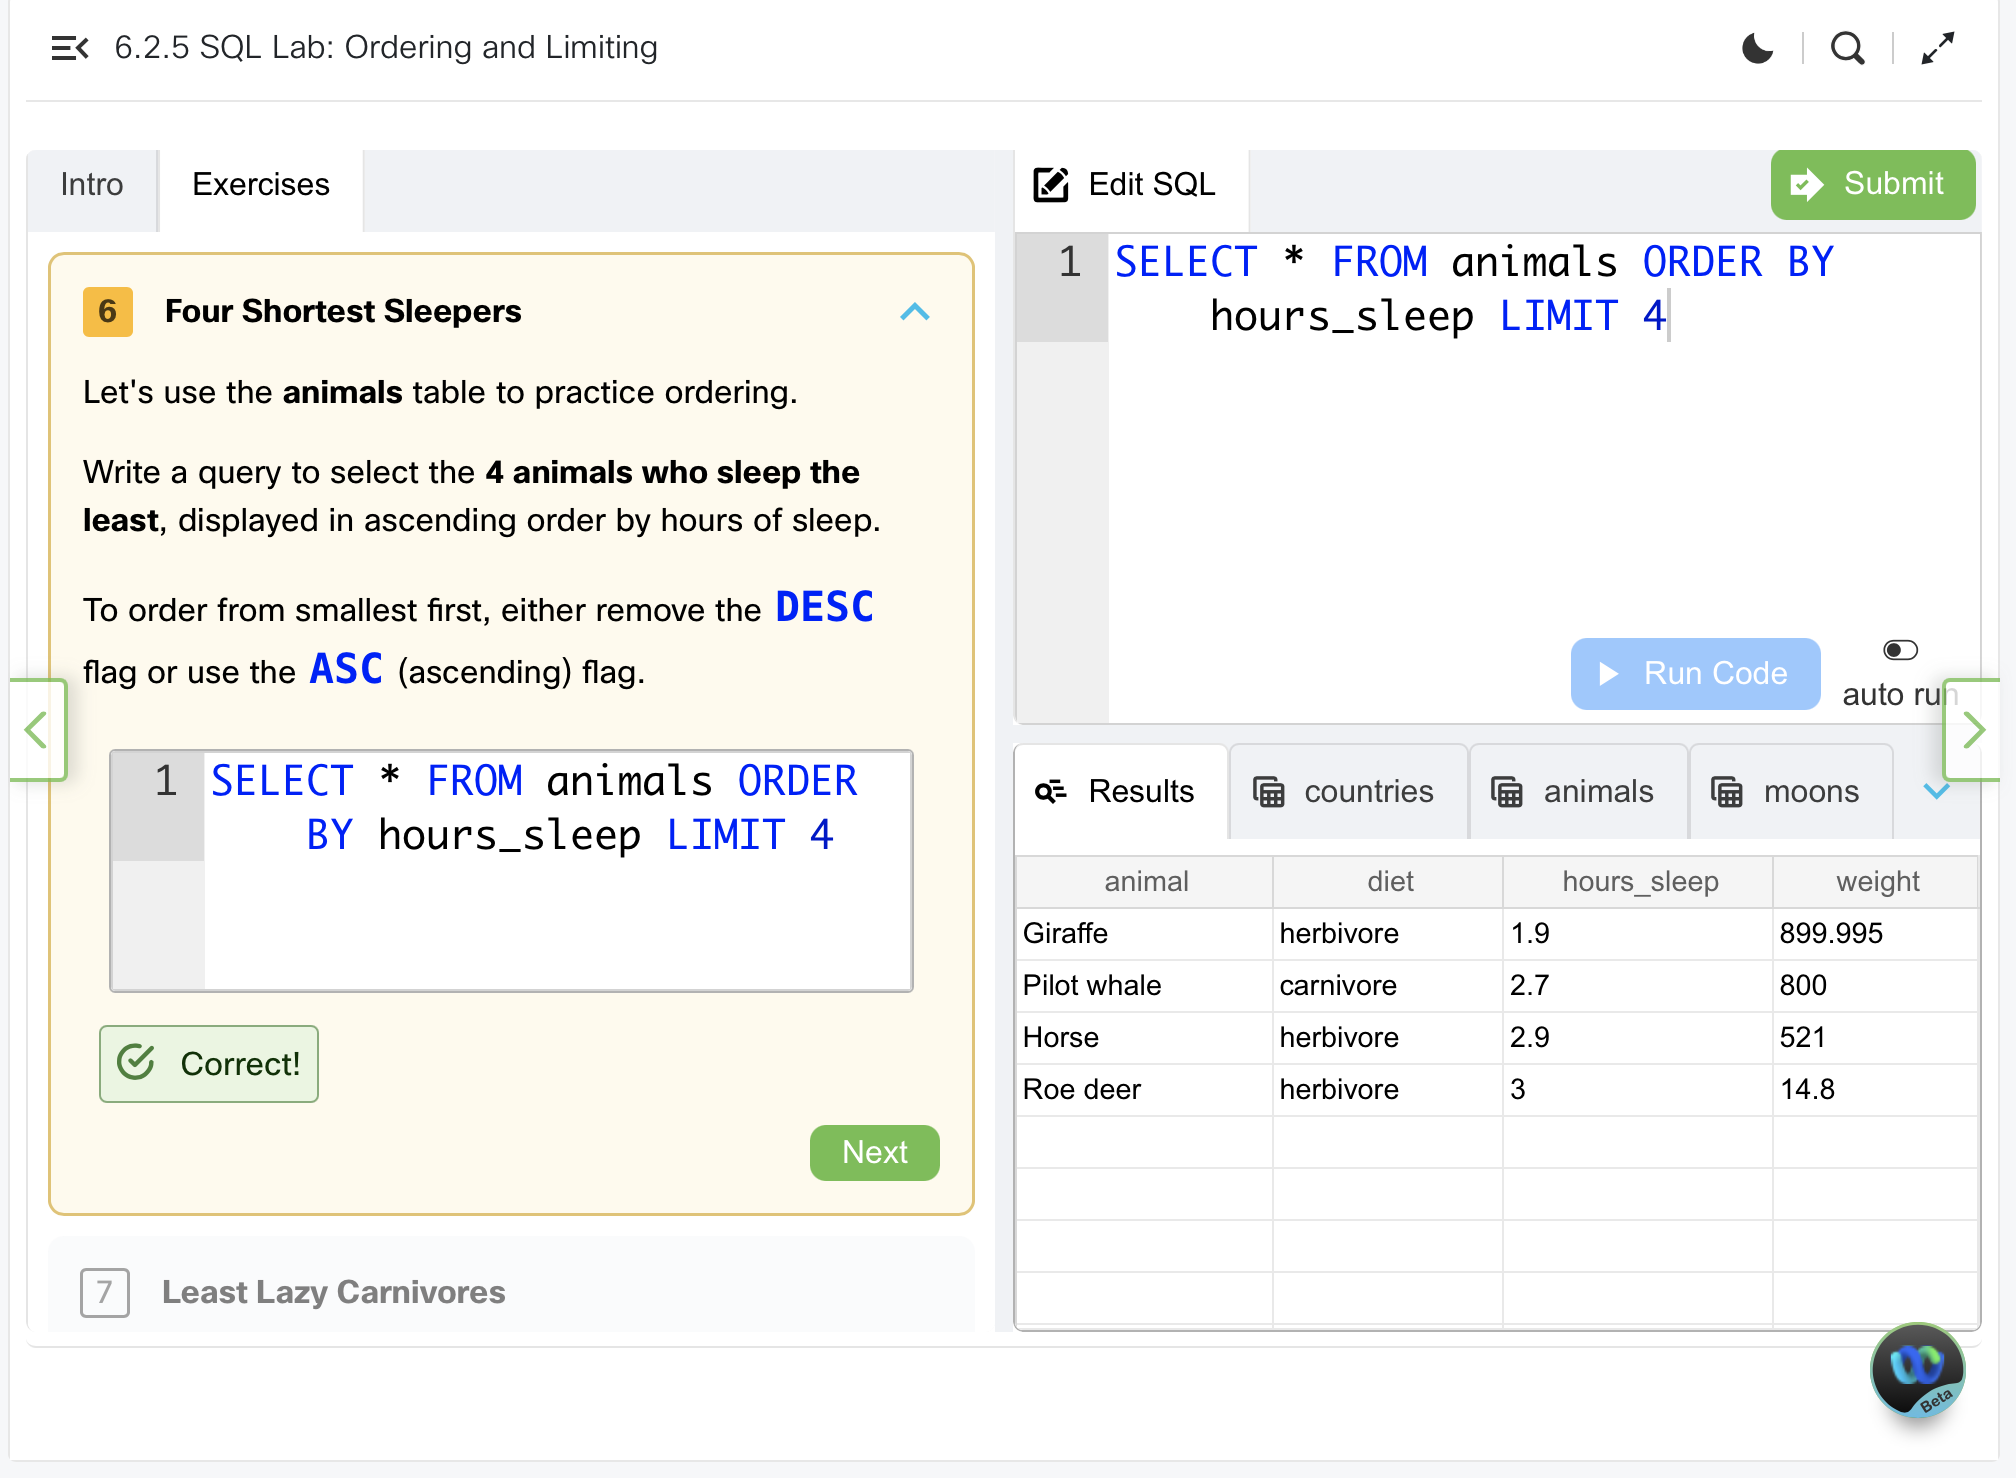 6.2.5 SQL Lab: Ordering and Limiting
Intro
Exercises
6 Four Shortest Sleepers
Let's use the animals table to practice ordering.
Write a query to select the 4 animals who sleep the
least, displayed in ascending order by hours of sleep.
To order from smallest first, either remove the DESC
flag or use the ASC (ascending) flag.
1 SELECT * FROM animals ORDER
BY hours_sleep LIMIT 4
Correct!
Next
7 Least Lazy Carnivores
Edit SQL
Submit
1 SELECT * FROM animals ORDER BY
hours_sleep LIMIT 4
Run Code
auto run
Results countries animals moons
animal diet hours_sleep weight
Giraffe herbivore 1.9 899.995
Pilot whale carnivore 2.7 800
Horse herbivore 2.9 521
Roe deer herbivore 3 14.8
Beta